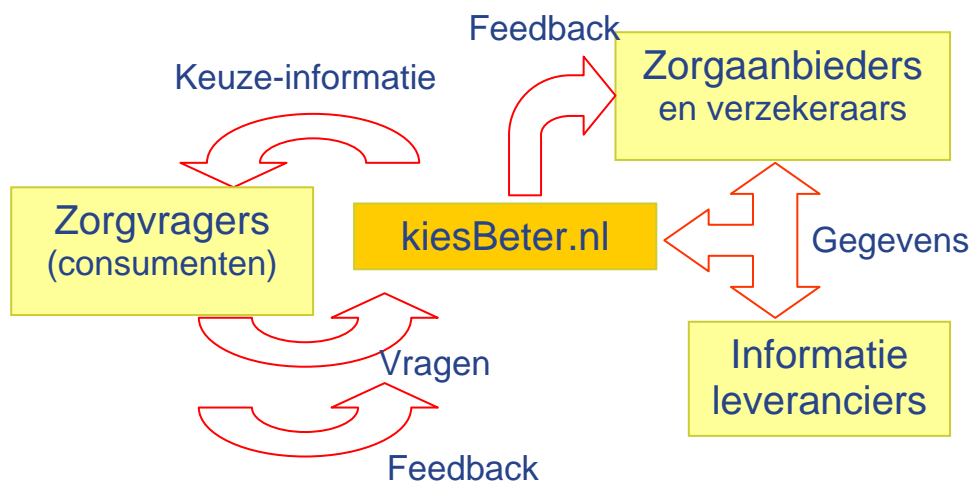 Feedback
Zorgaanbieders
en verzekeraars
Keuze-informatie
Zorgvragers
(consumenten)
kiesBeter.nl
Gegevens
Vragen
Informatie
leveranciers
Feedback